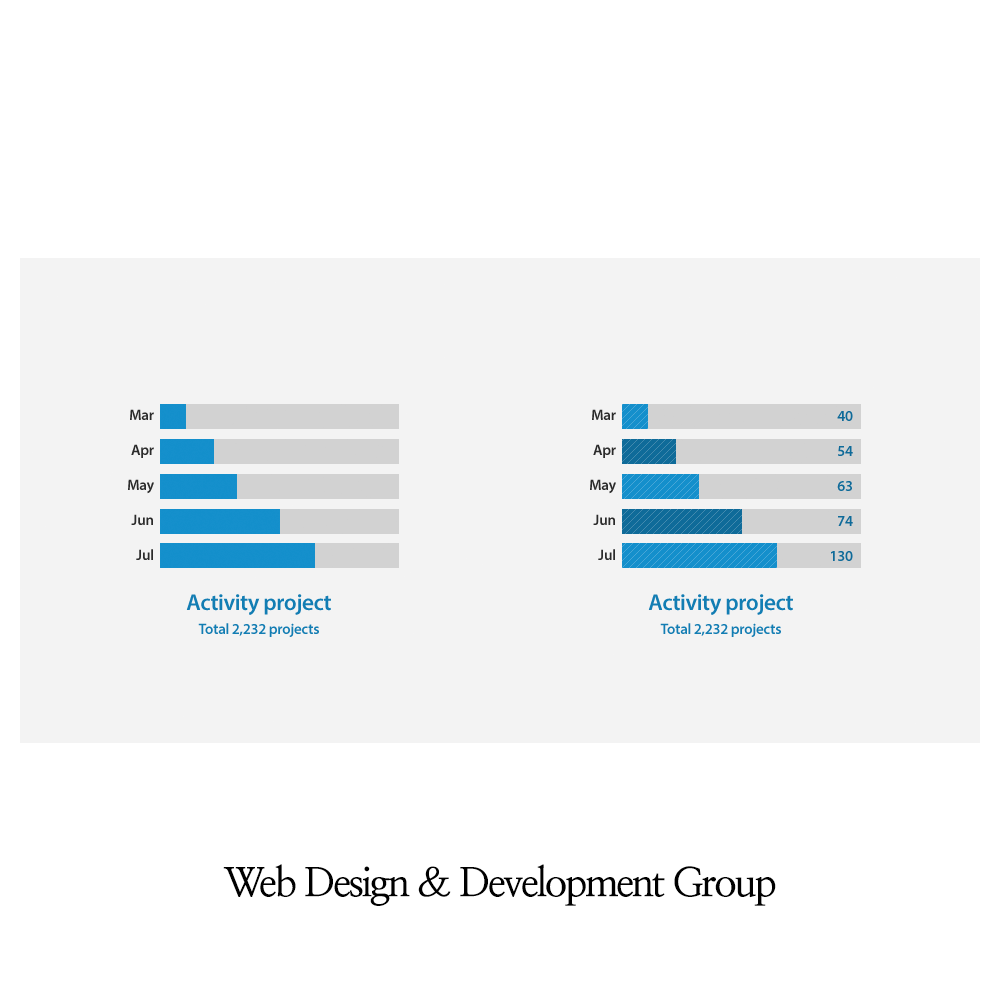 Mar
Apr
May
Jun
Jul
Activity project
Total 2,232 projects
Mar 40
Apr 54
May 63
Jun 74
Jul 130
Activity project
Total 2,232 projects
Web Design & Development Group